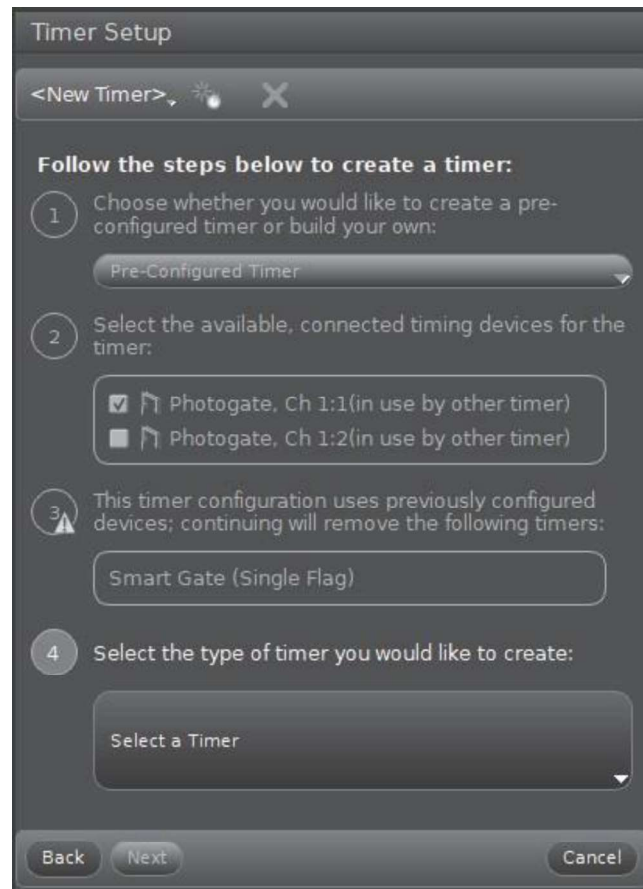 Timer Setup
<New Timer>
Follow the steps below to create a timer:
1
Choose whether you would like to create a pre-
configured timer or build your own:
Pre-Configured Timer
2
Select the available, connected timing devices for the
timer:
Photogate, Ch 1:1(in use by other timer)
Photogate, Ch 1:2(in use by other timer)
3
This timer configuration uses previously configured
devices; continuing will remove the following timers:
Smart Gate (Single Flag)
4
Select the type of timer you would like to create:
Select a Timer
Back
Next
Cancel